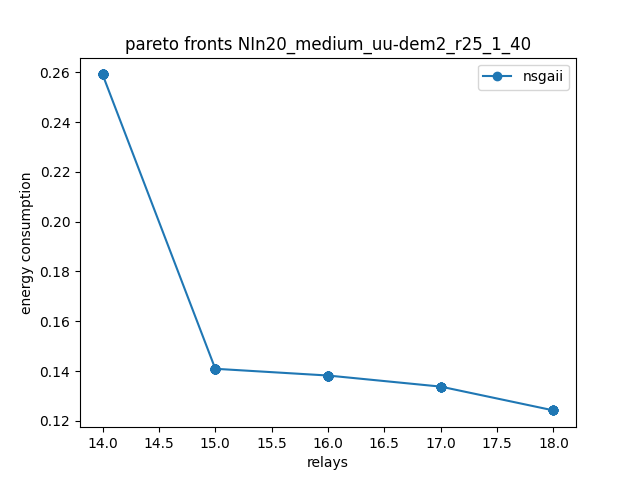 pareto fronts NIn20_medium_uu-dem2_r25_1_40
nsgaii
0.26
0.24
0.22
0.20
0.18
0.16
0.14
0.12
energy consumption
14.0 14.5 15.0 15.5 16.0 16.5 17.0 17.5 18.0
relays